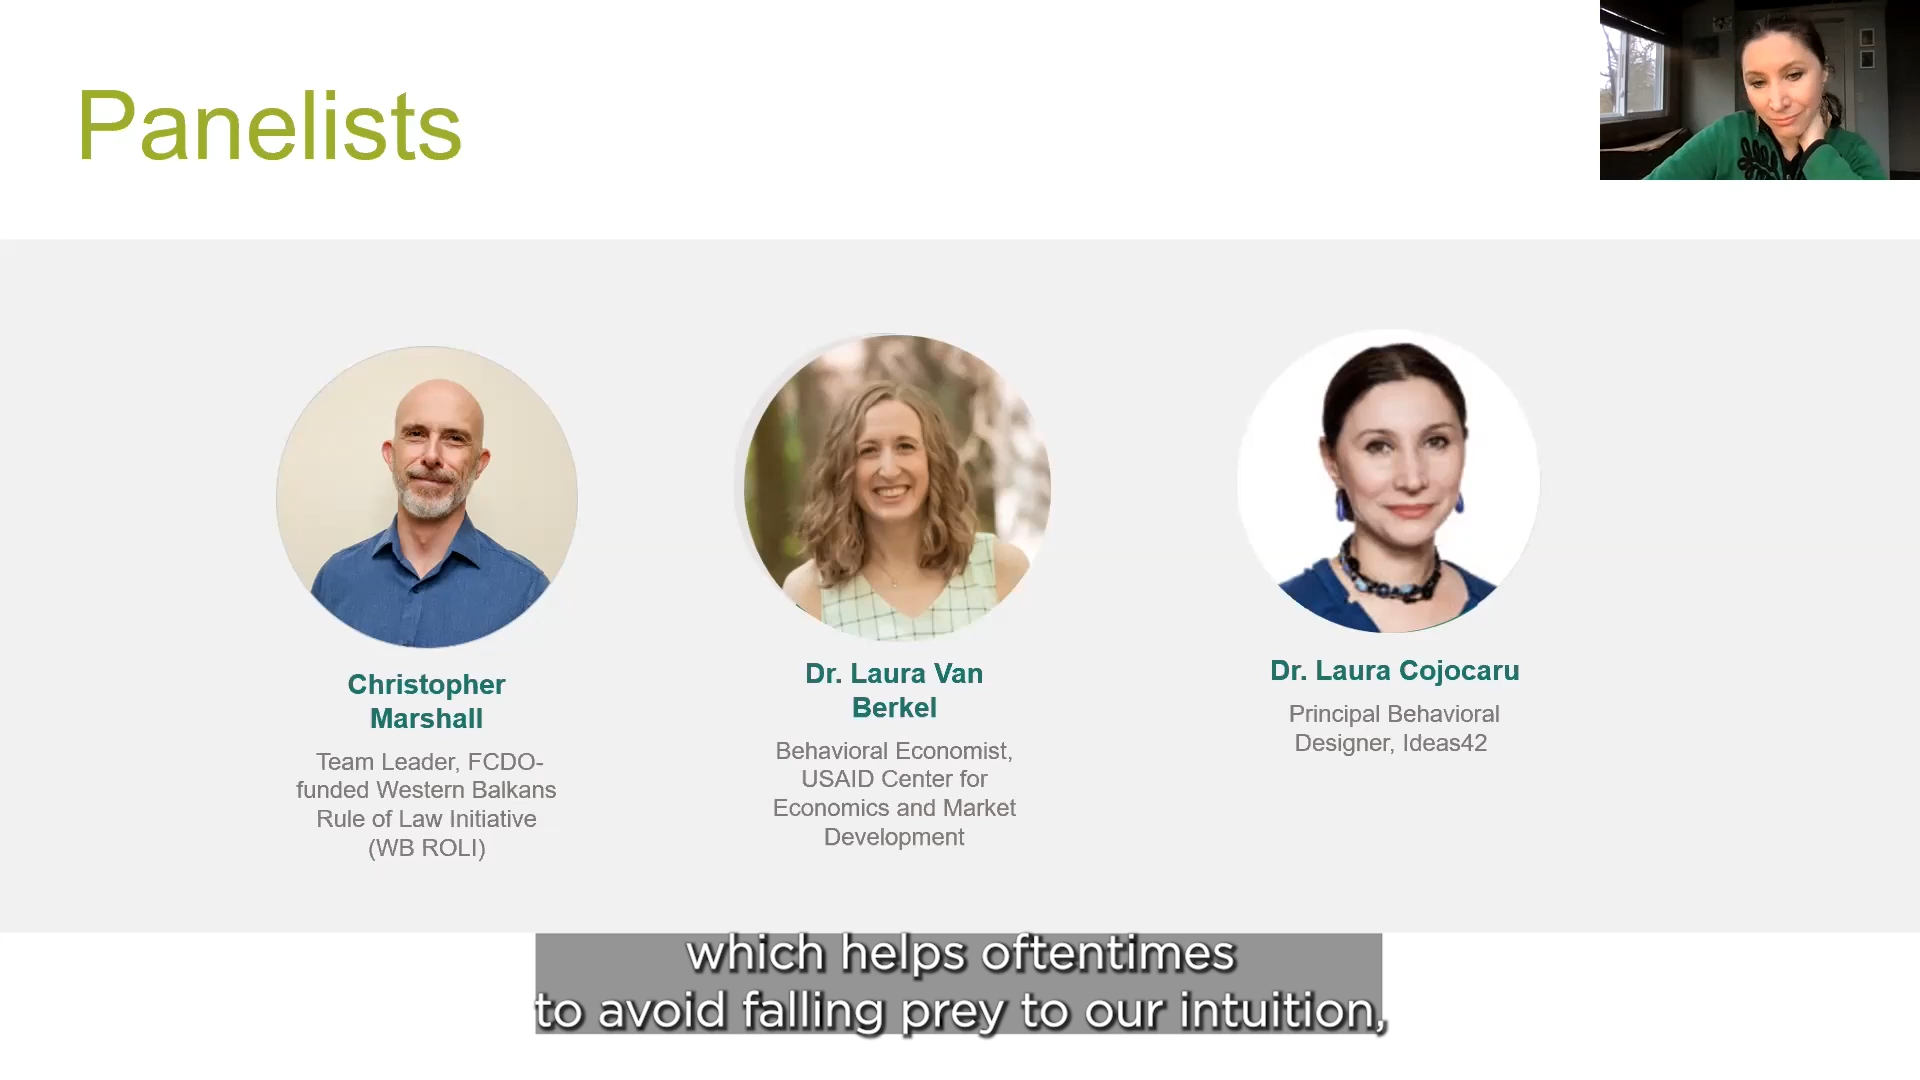 Panelists
Christopher
Marshall
Team Leader, FCDO-
funded Western Balkans
Rule of Law Initiative
(WB ROLI)
Dr. Laura Van
Berkel
Behavioral Economist,
USAID Center for
Economics and Market
Development
Dr. Laura Cojocaru
Principal Behavioral
Designer, Ideas42
which helps oftentimes
to avoid falling prey to our intuition,